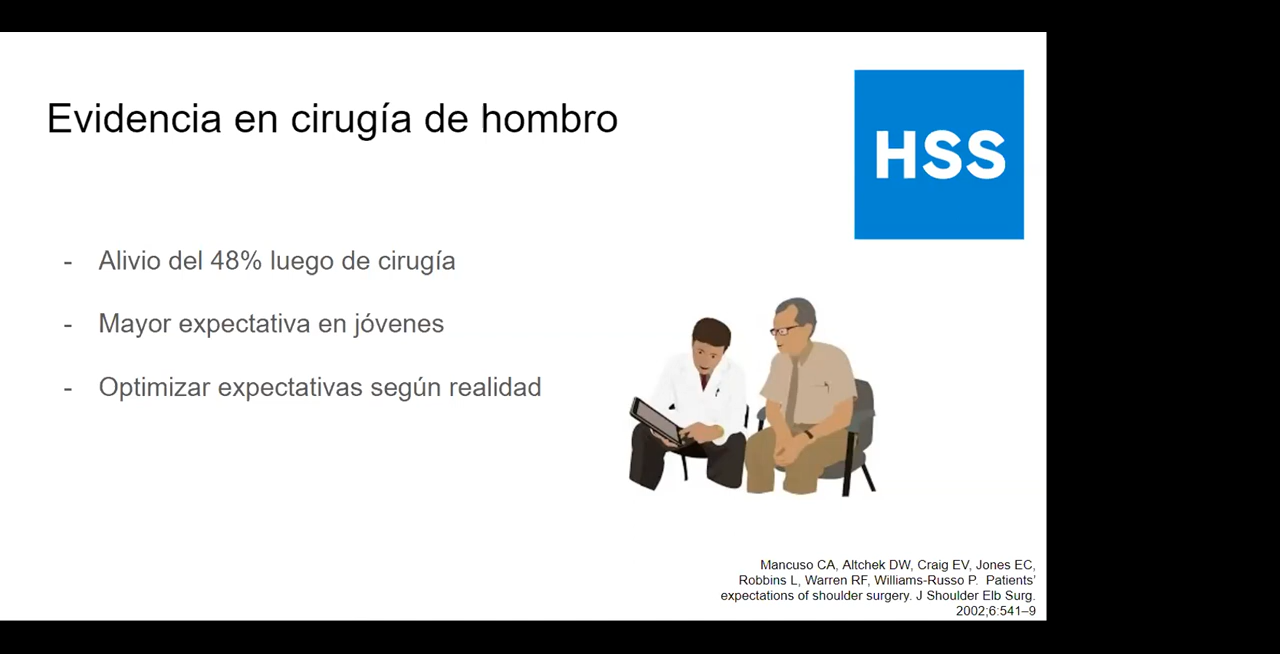 Evidencia en cirugía de hombro
HSS
- Alivio del 48% luego de cirugía
- Mayor expectativa en jóvenes
- Optimizar expectativas según realidad
Mancuso CA, Altchek DW, Craig EV, Jones EC,
Robbins L, Warren RF, Williams-Russo P. Patients'
expectations of shoulder surgery. J Shoulder Elb Surg.
2002;6:541–9